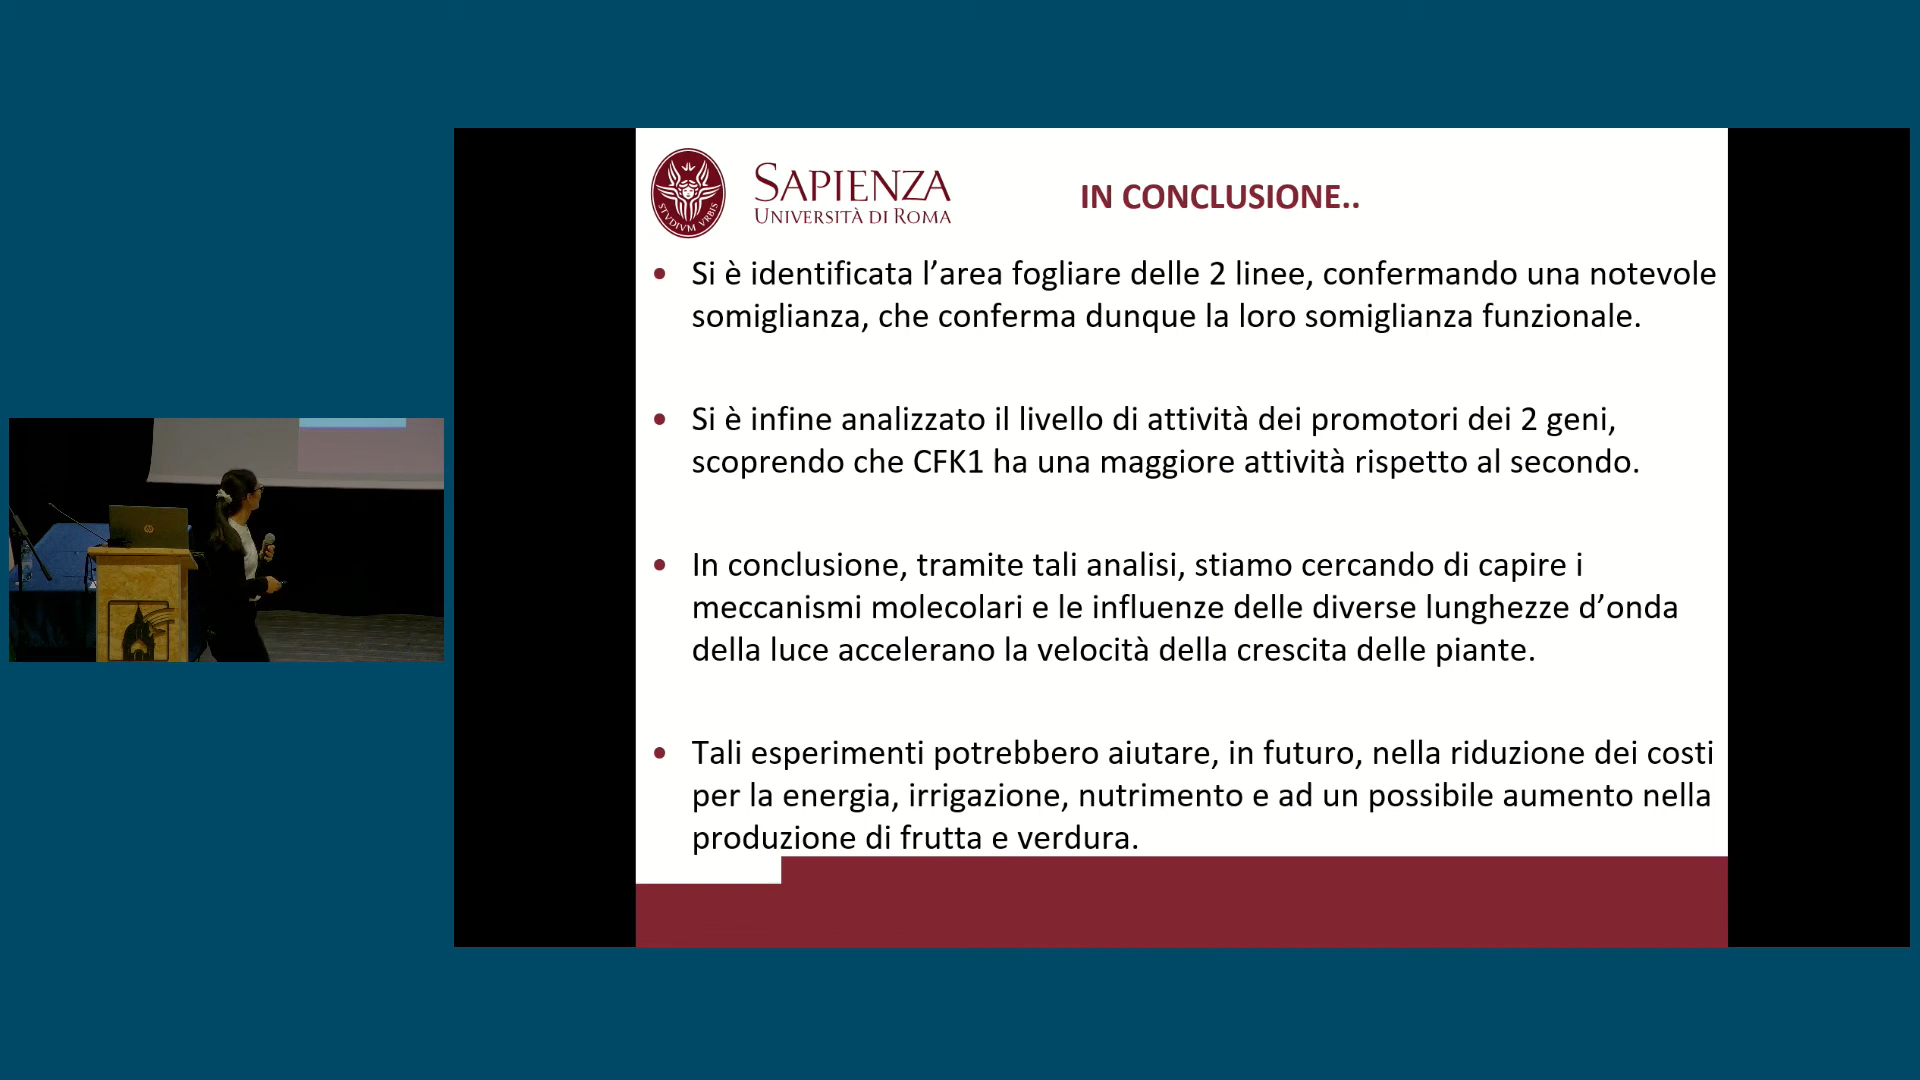 STVDIVM VRBIS
SAPIENZA
UNIVERSITÀ DI ROMA
IN CONCLUSIONE..
• Si è identificata l’area fogliare delle 2 linee, confermando una notevole
somiglianza, che conferma dunque la loro somiglianza funzionale.
• Si è infine analizzato il livello di attività dei promotori dei 2 geni,
scoprendo che CFK1 ha una maggiore attività rispetto al secondo.
• In conclusione, tramite tali analisi, stiamo cercando di capire i
meccanismi molecolari e le influenze delle diverse lunghezze d’onda
della luce accelerano la velocità della crescita delle piante.
• Tali esperimenti potrebbero aiutare, in futuro, nella riduzione dei costi
per la energia, irrigazione, nutrimento e ad un possibile aumento nella
produzione di frutta e verdura.